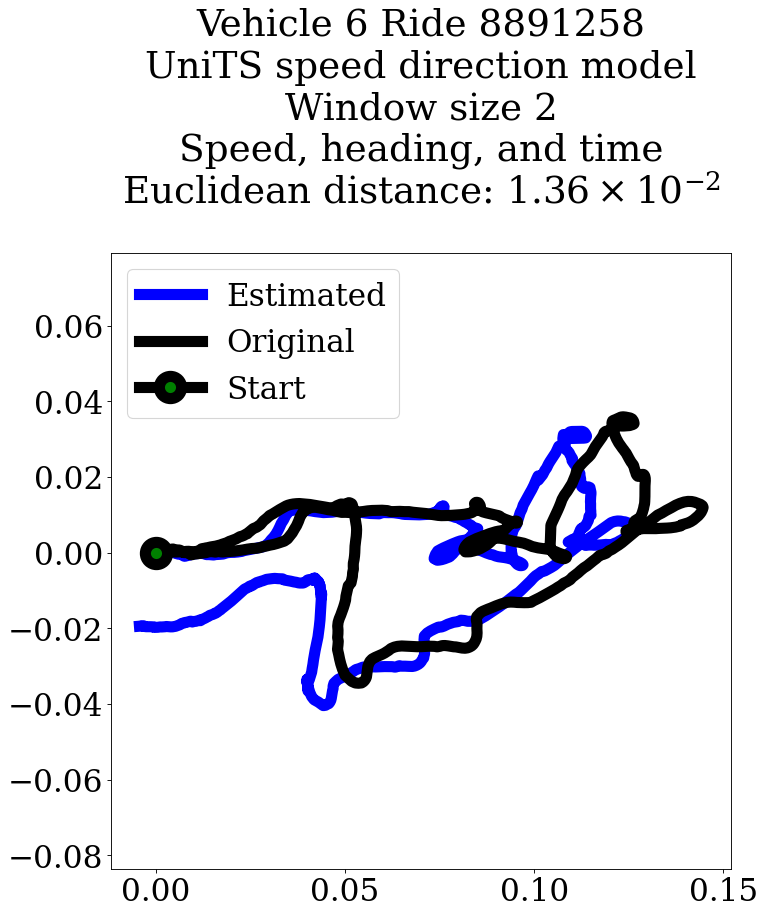 Vehicle 6 Ride 8891258
UniTS speed direction model
Window size 2
Speed, heading, and time
Euclidean distance: 1.36 × 10⁻²
Estimated
Original
Start
0.06
0.04
0.02
0.00
−0.02
−0.04
−0.06
−0.08
0.00 0.05 0.10 0.15